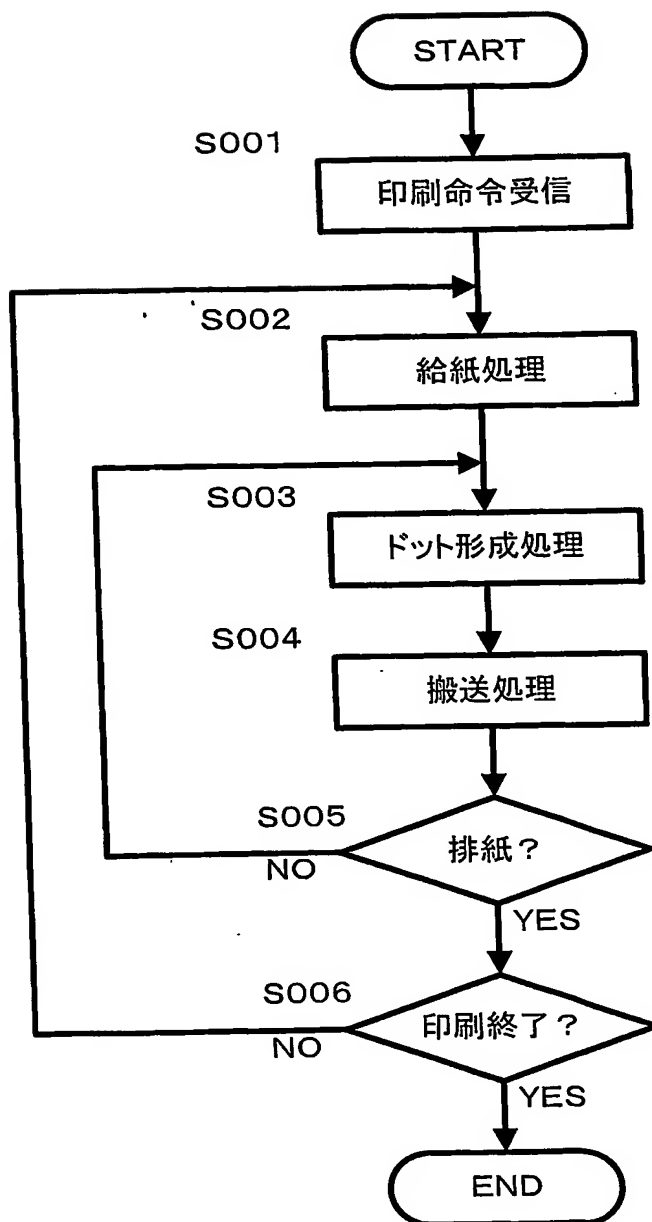 START
S001
印刷命令受信
S002
給紙処理
S003
ドット形成処理
S004
搬送処理
S005
排紙?
NO
YES
S006
印刷終了?
NO
YES
END